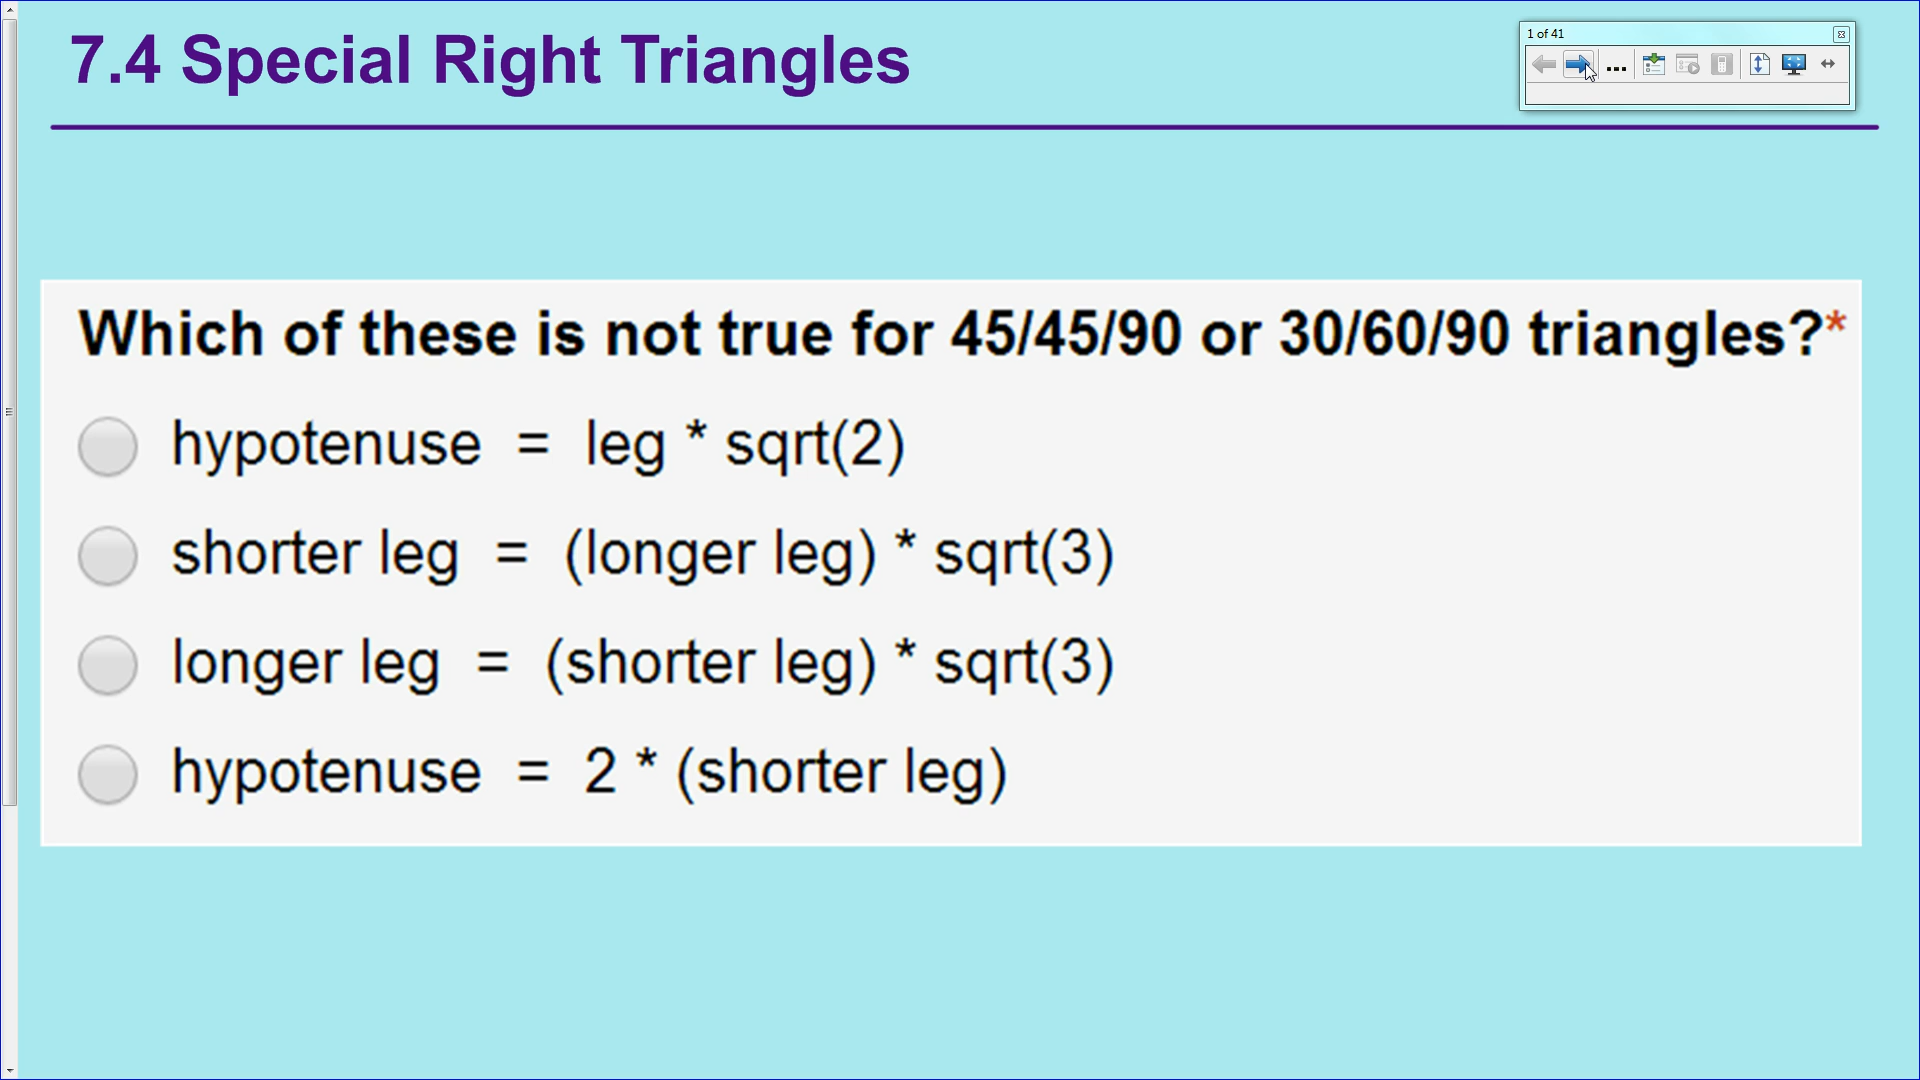 7.4 Special Right Triangles
1 of 41
Which of these is not true for 45/45/90 or 30/60/90 triangles?*
hypotenuse = leg * sqrt(2)
shorter leg = (longer leg) * sqrt(3)
longer leg = (shorter leg) * sqrt(3)
hypotenuse = 2 * (shorter leg)